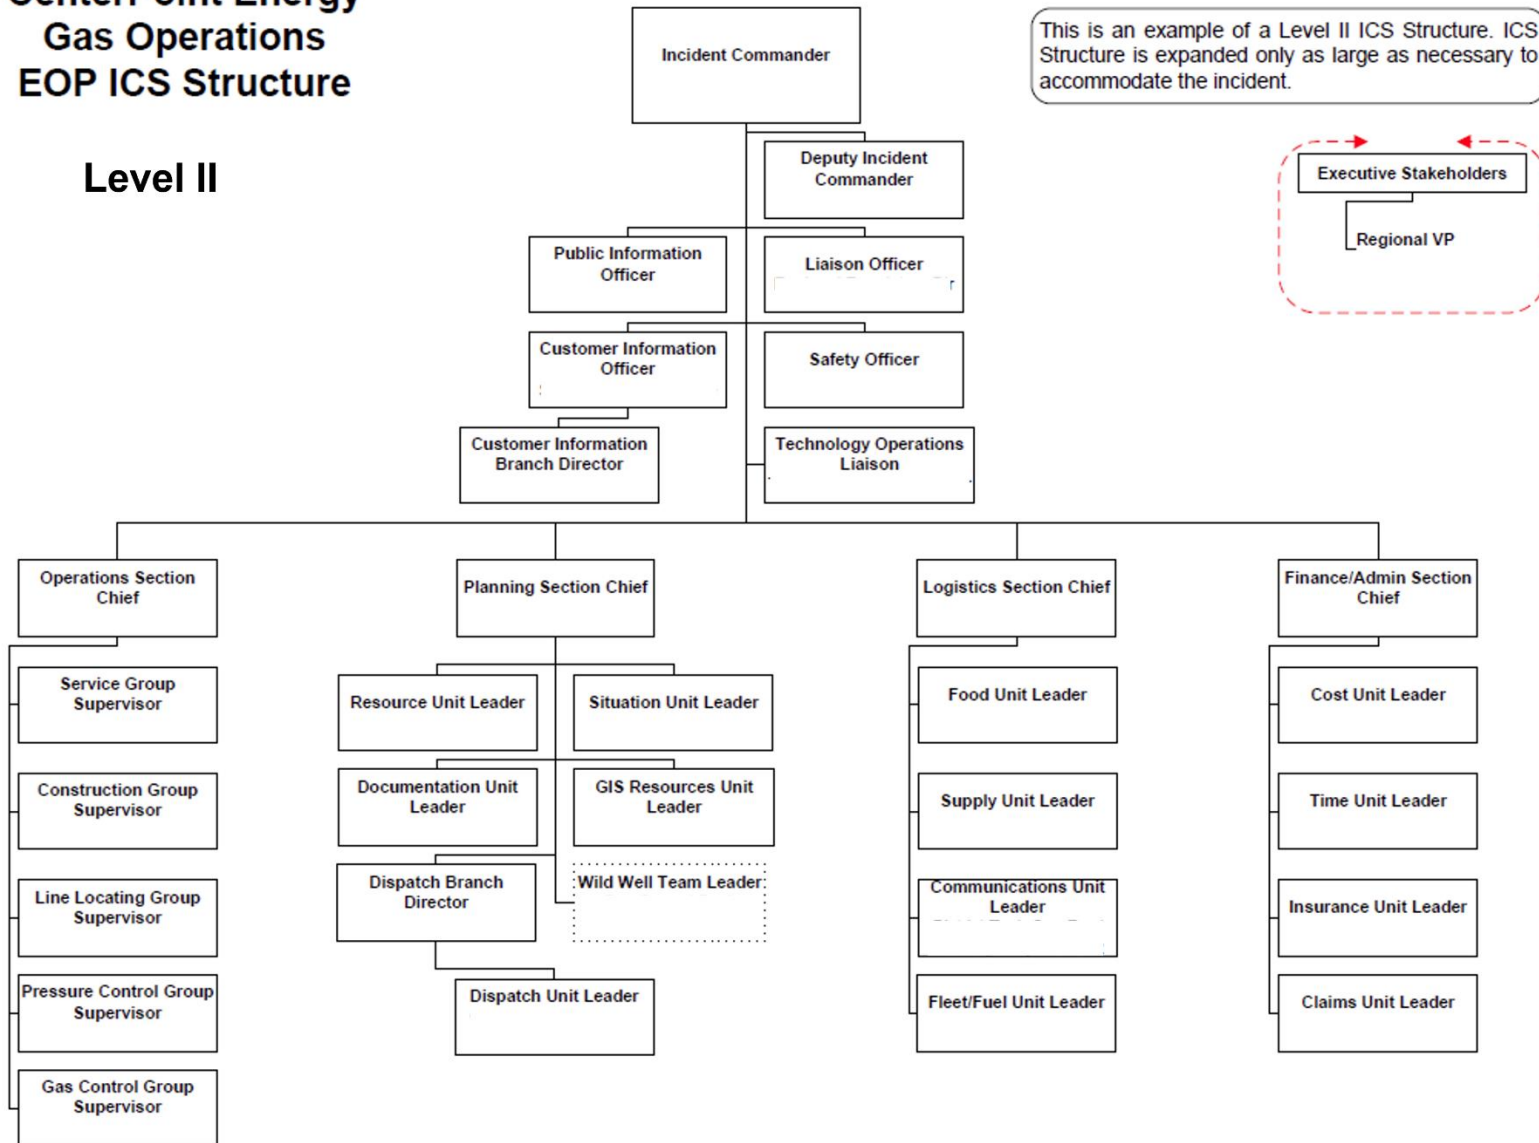 CenterPoint Energy
Gas Operations
EOP ICS Structure
Level II
This is an example of a Level II ICS Structure. ICS
Structure is expanded only as large as necessary to
accommodate the incident.
Incident Commander
Deputy Incident
Commander
Executive Stakeholders
Regional VP
Public Information
Officer
Liaison Officer
Customer Information
Officer
Safety Officer
Customer Information
Branch Director
Technology Operations
Liaison
Operations Section
Chief
Planning Section Chief
Logistics Section Chief
Finance/Admin Section
Chief
Service Group
Supervisor
Construction Group
Supervisor
Line Locating Group
Supervisor
Pressure Control Group
Supervisor
Gas Control Group
Supervisor
Resource Unit Leader
Situation Unit Leader
Documentation Unit
Leader
GIS Resources Unit
Leader
Dispatch Branch
Director
Wild Well Team Leader
Dispatch Unit Leader
Food Unit Leader
Supply Unit Leader
Communications Unit
Leader
Fleet/Fuel Unit Leader
Cost Unit Leader
Time Unit Leader
Insurance Unit Leader
Claims Unit Leader